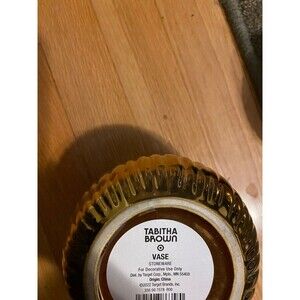 TABITHA
BROWN
VASE
STONEWARE
For Decorative Use Only
Dist. by Target Corp., Mpls, MN 55403
Origin: China
©2022 Target Brands, Inc.